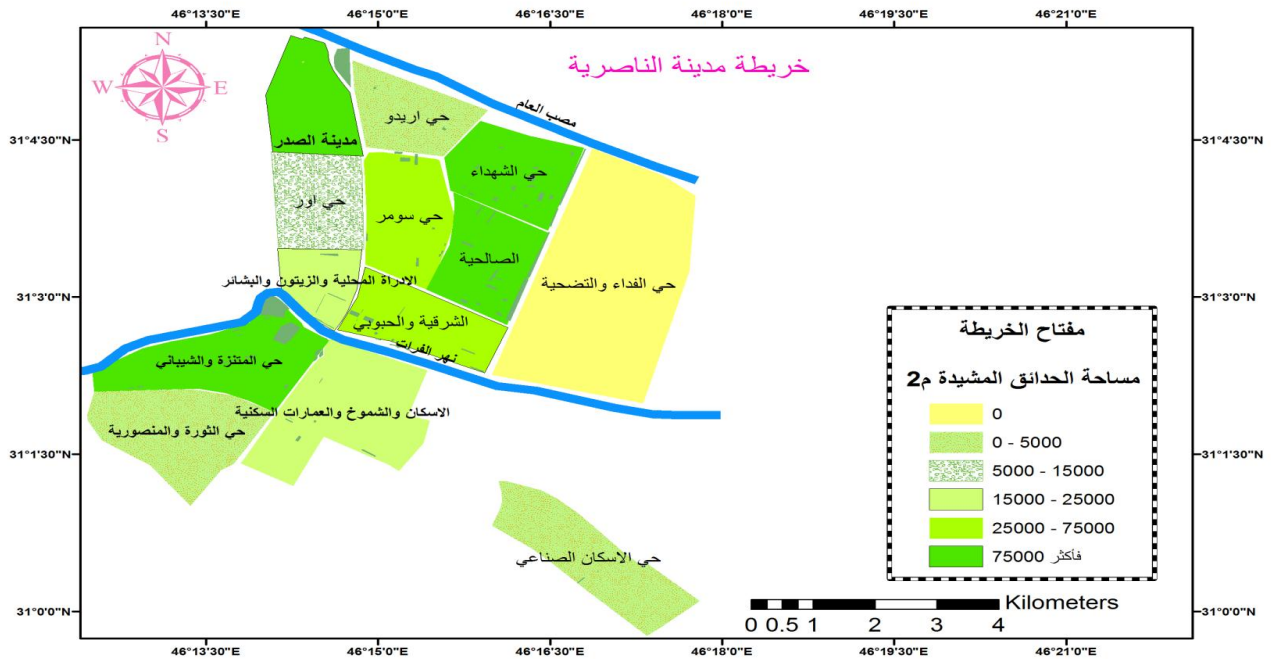 46°13'30"E 46°15'0"E 46°16'30"E 46°18'0"E 46°19'30"E 46°21'0"E
خريطة مدينة الناصرية
N
W E
S
مصب العام
حي اريدو
31°4'30"N 31°4'30"N
مدينة الصدر
حي الشهداء
حي اور
حي سومر
الصالحية
الادراة المحلية والزيتون والبشائر
حي الفداء والتضحية
31°3'0"N 31°3'0"N
الشرقية والحبوبي
نهر الفرات
حي المتنزة والشيباني
الاسكان والشموخ والعمارات السكنية
حي الثورة والمنصورية
31°1'30"N 31°1'30"N
حي الاسكان الصناعي
31°0'0"N 31°0'0"N
مفتاح الخريطة
مساحة الحدائق المشيدة م2
0
0 - 5000
5000 - 15000
15000 - 25000
25000 - 75000
75000 فأكثر
Kilometers
0 0.5 1 2 3 4
46°13'30"E 46°15'0"E 46°16'30"E 46°18'0"E 46°19'30"E 46°21'0"E